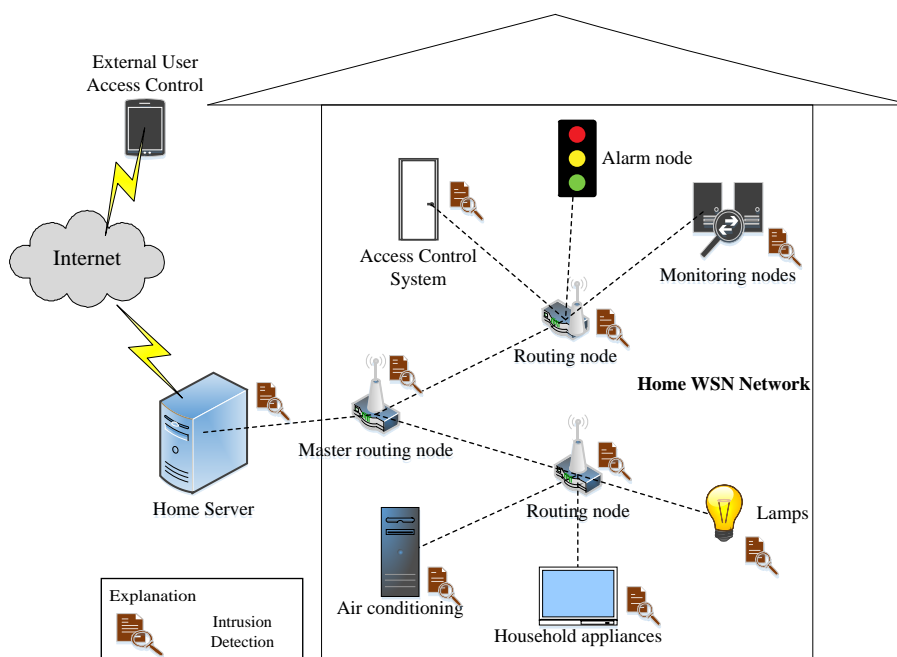 External User
Access Control
Internet
Home Server
Access Control
System
Alarm node
Monitoring nodes
Routing node
Home WSN Network
Master routing node
Routing node
Lamps
Air conditioning
Household appliances
Explanation
Intrusion
Detection